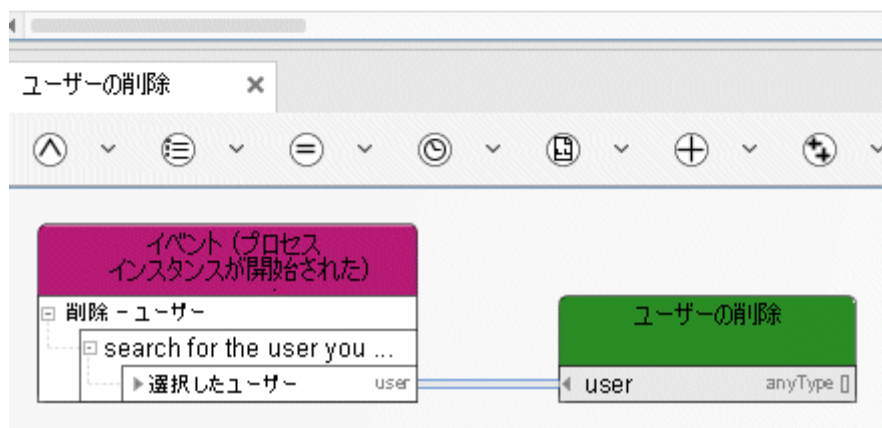 ユーザーの削除
イベント (プロセス
インスタンスが開始された)
削除 - ユーザー
search for the user you ...
選択したユーザー user
ユーザーの削除
user anyType []